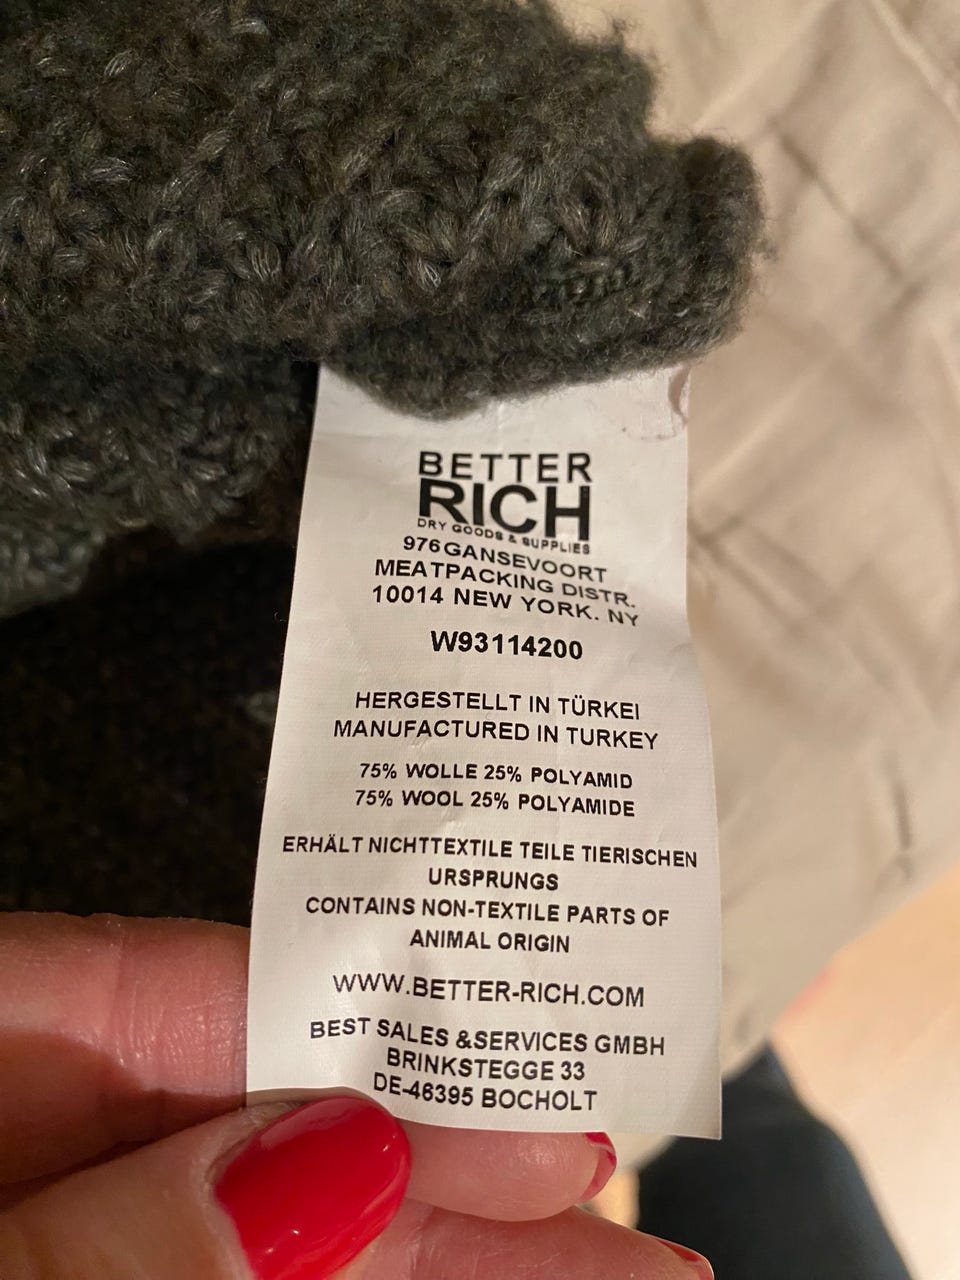 BETTER
RICH
DRY GOODS & SUPPLIES
976GANSEVOORT
MEATPACKING DISTR.
10014 NEW YORK. NY
W93114200
HERGESTELLT IN TÜRKEI
MANUFACTURED IN TURKEY
75% WOLLE 25% POLYAMID
75% WOOL 25% POLYAMIDE
ERHÄLT NICHTTEXTILE TEILE TIERISCHEN
URSPRUNGS
CONTAINS NON-TEXTILE PARTS OF
ANIMAL ORIGIN
WWW.BETTER-RICH.COM
BEST SALES &SERVICES GMBH
BRINKSTEGGE 33
DE-46395 BOCHOLT